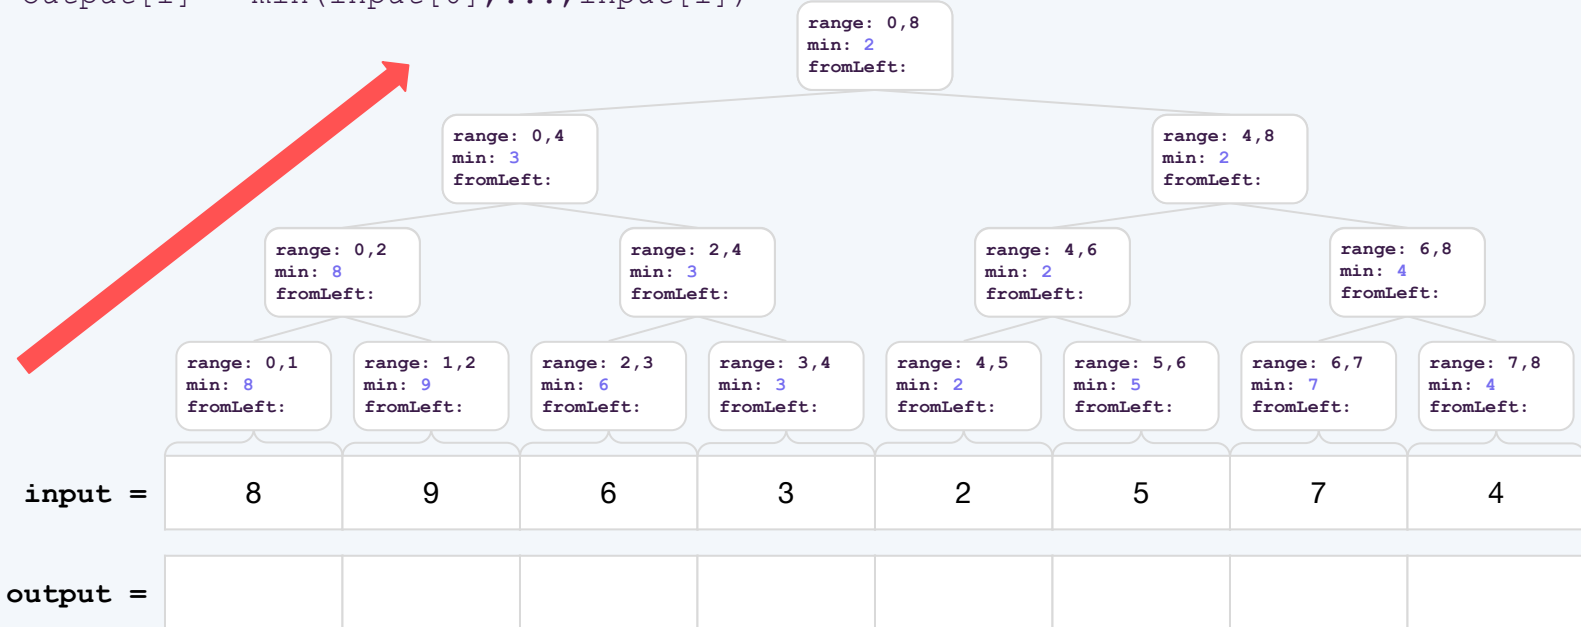 output[i] = min(input[0],...,input[i])
range: 0,8
min: 2
fromLeft:
range: 0,4
min: 3
fromLeft:
range: 4,8
min: 2
fromLeft:
range: 0,2
min: 8
fromLeft:
range: 2,4
min: 3
fromLeft:
range: 4,6
min: 2
fromLeft:
range: 6,8
min: 4
fromLeft:
range: 0,1
min: 8
fromLeft:
range: 1,2
min: 9
fromLeft:
range: 2,3
min: 6
fromLeft:
range: 3,4
min: 3
fromLeft:
range: 4,5
min: 2
fromLeft:
range: 5,6
min: 5
fromLeft:
range: 6,7
min: 7
fromLeft:
range: 7,8
min: 4
fromLeft:
input = 8 9 6 3 2 5 7 4
output =